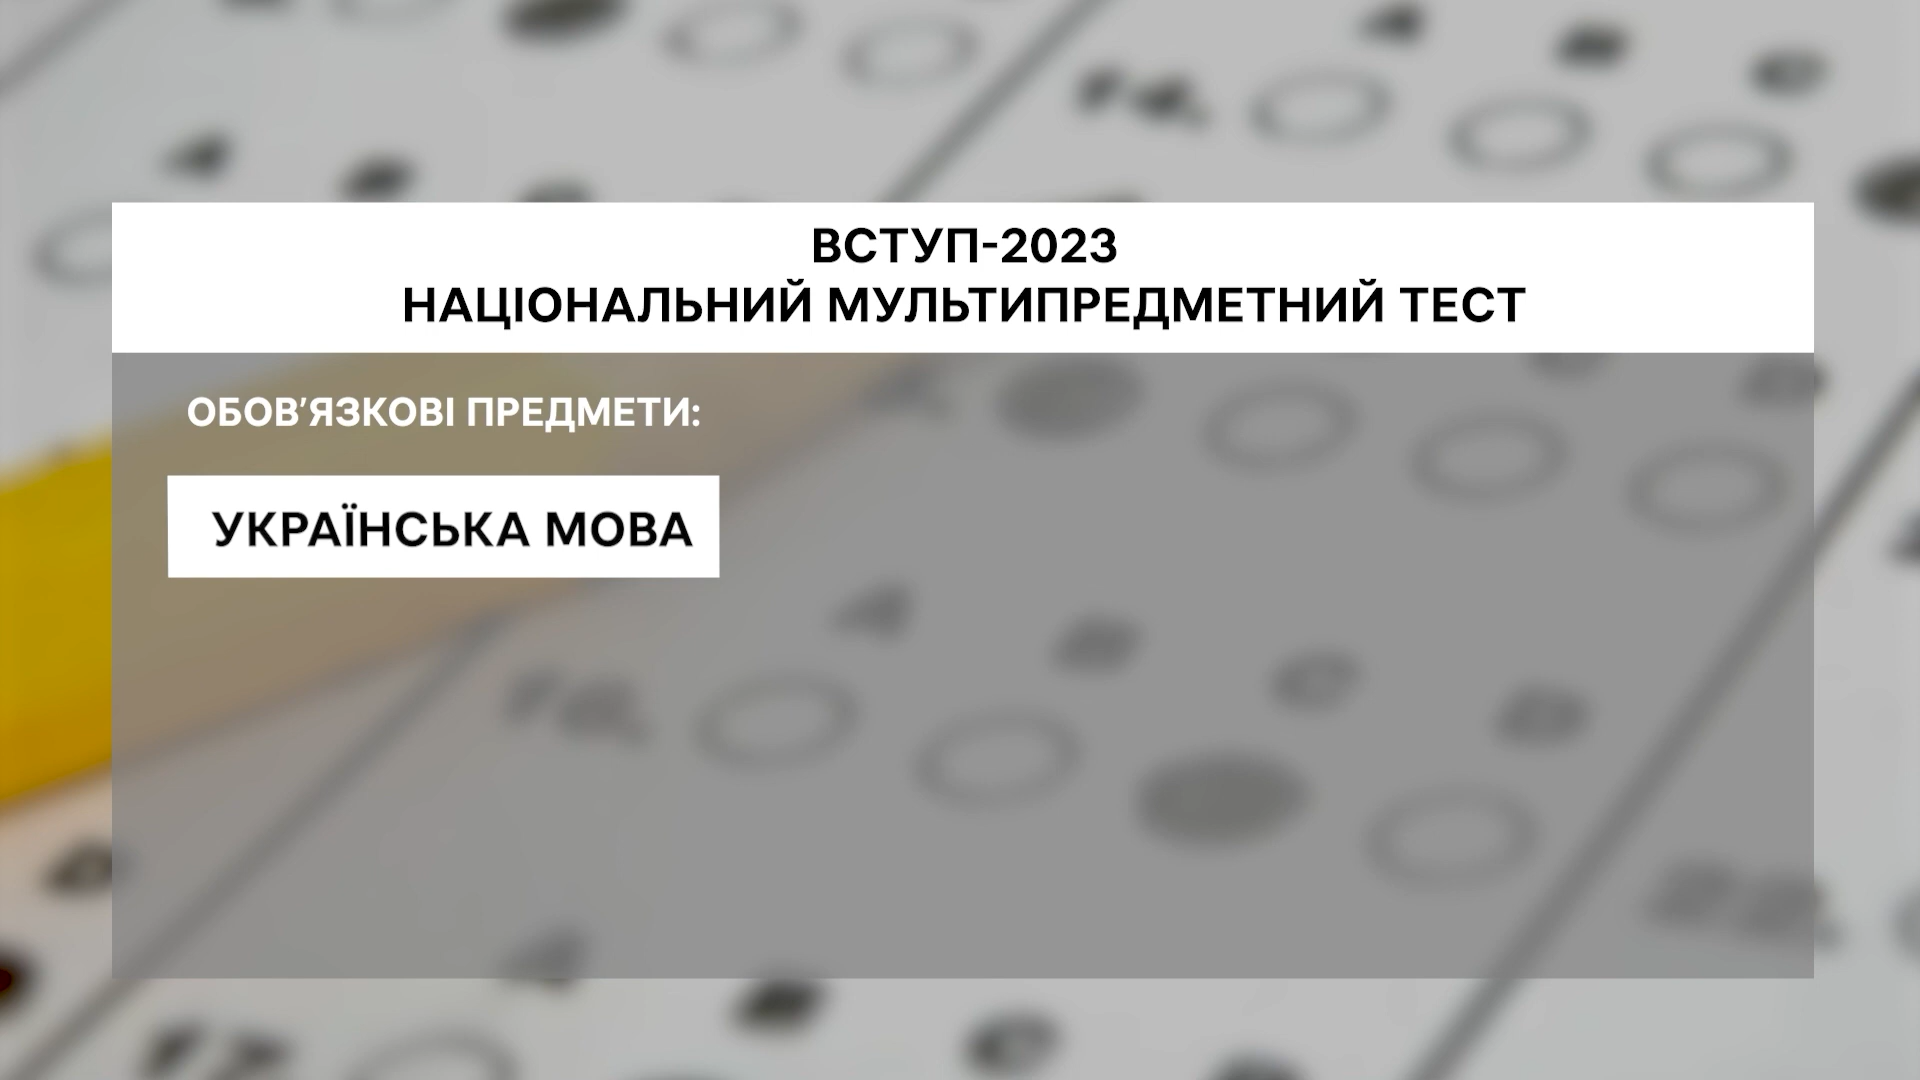 ВСТУП-2023
НАЦІОНАЛЬНИЙ МУЛЬТИПРЕДМЕТНИЙ ТЕСТ
ОБОВ’ЯЗКОВІ ПРЕДМЕТИ:
УКРАЇНСЬКА МОВА